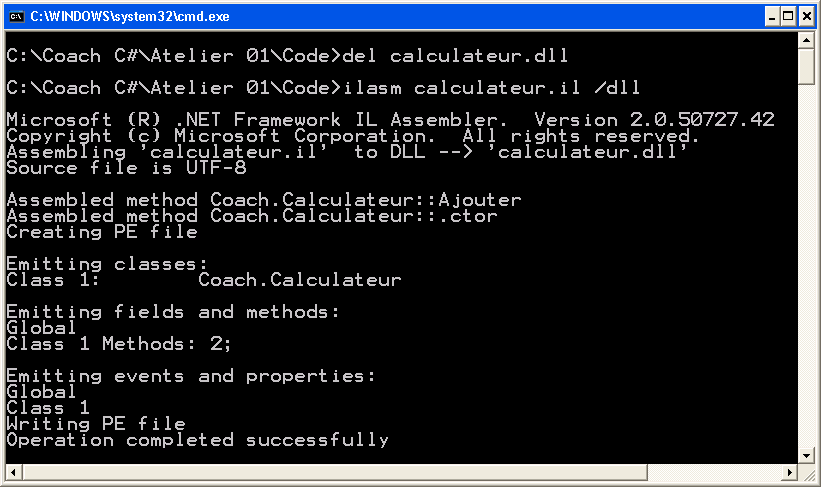 C:\WINDOWS\system32\cmd.exe
C:\Coach C#\Atelier 01\Code>del calculateur.dll
C:\Coach C#\Atelier 01\Code>ilasm calculateur.il /dll
Microsoft (R) .NET Framework IL Assembler.  Version 2.0.50727.42
Copyright (c) Microsoft Corporation.  All rights reserved.
Assembling 'calculateur.il'  to DLL --> 'calculateur.dll'
Source file is UTF-8
Assembled method Coach.Calculateur::Ajouter
Assembled method Coach.Calculateur::.ctor
Creating PE file
Emitting classes:
Class 1:        Coach.Calculateur
Emitting fields and methods:
Global
Class 1 Methods: 2;
Emitting events and properties:
Global
Class 1
Writing PE file
Operation completed successfully